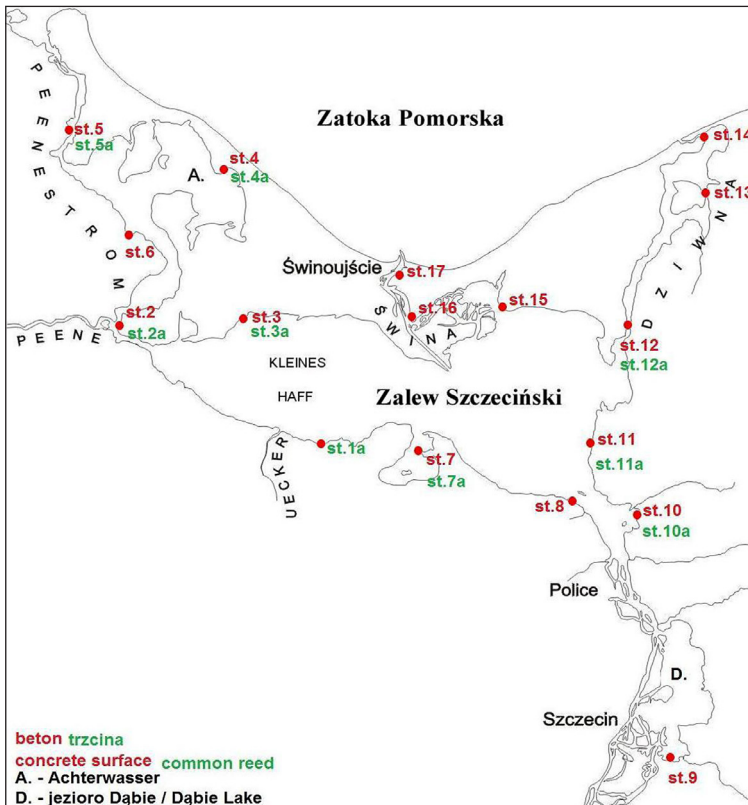 PEENESTROM
Zatoka Pomorska
st.5
st.5a
st.14
A.
st.4
st.4a
st.13
DZIWNA
st.6
Świnoujście
st.17
st.15
st.16
ŚWINA
st.2
st.2a
PEENE
st.3
st.3a
st.12
st.12a
KLEINES
HAFF
Zalew Szczeciński
UECKER
st.1a
st.7
st.7a
st.11
st.11a
st.8
st.10
st.10a
Police
D.
Szczecin
st.9
beton trzcina
concrete surface common reed
A. - Achterwasser
D. - jezioro Dąbie / Dąbie Lake